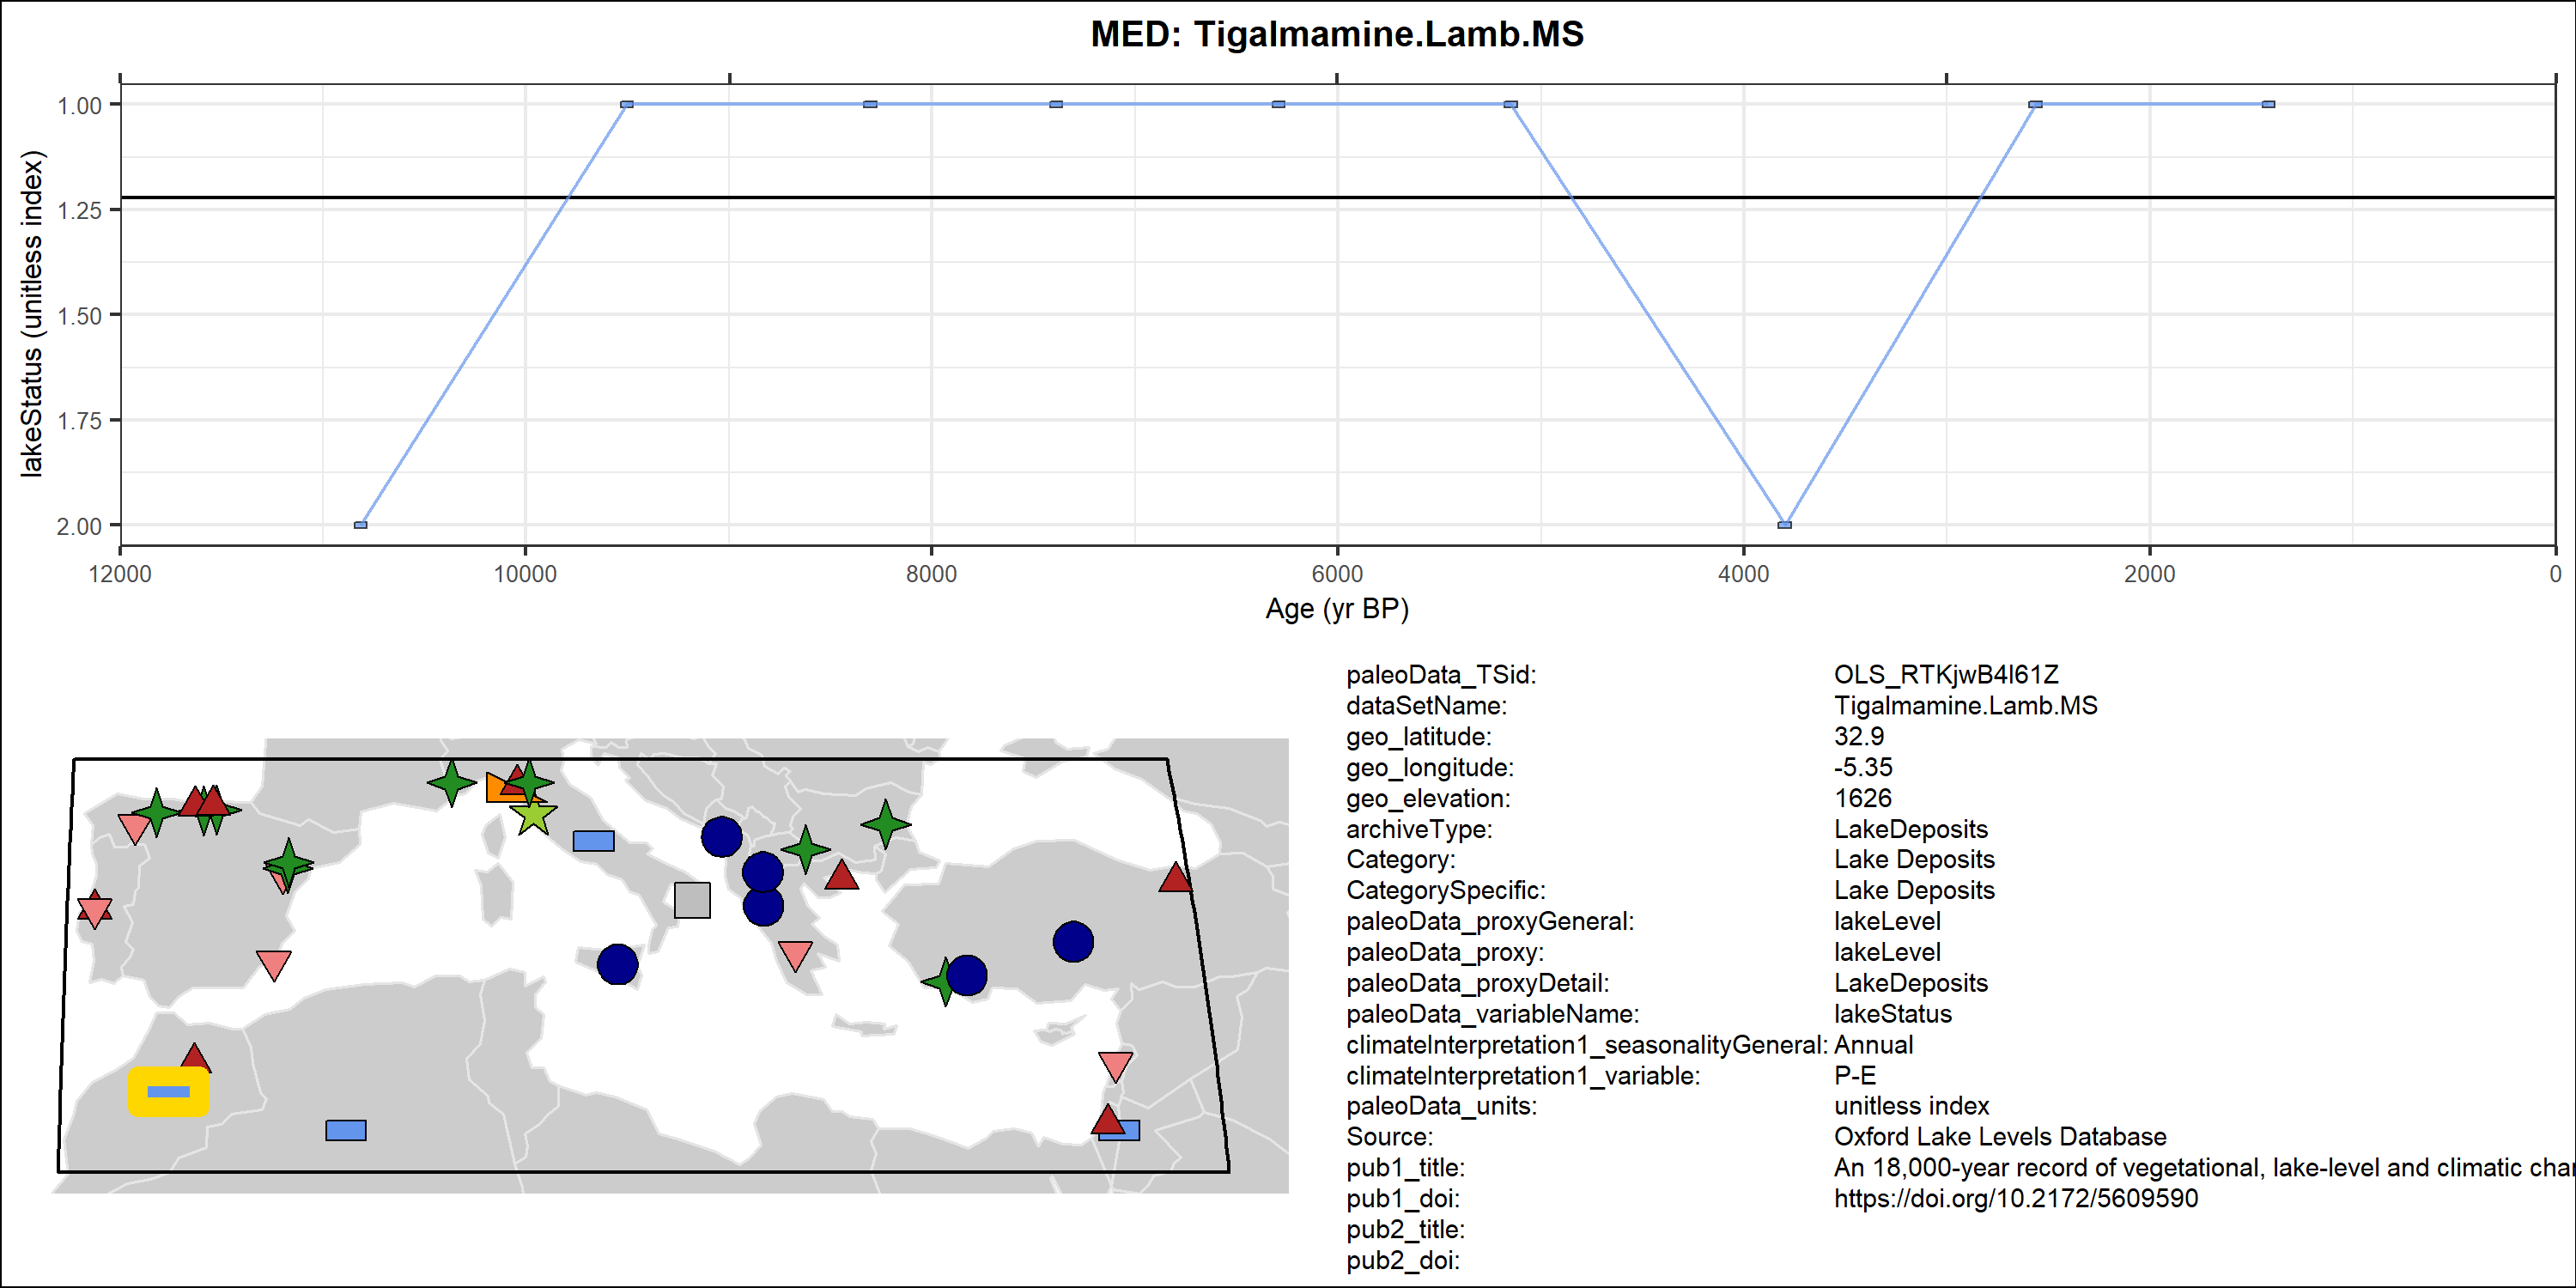 MED: Tigalmamine.Lamb.MS
lakeStatus (unitless index)
1.00
1.25
1.50
1.75
2.00
12000 10000 8000 6000 4000 2000 0
Age (yr BP)
paleoData_TSid: OLS_RTKjwB4I61Z
dataSetName: Tigalmamine.Lamb.MS
geo_latitude: 32.9
geo_longitude: -5.35
geo_elevation: 1626
archiveType: LakeDeposits
Category: Lake Deposits
CategorySpecific: Lake Deposits
paleoData_proxyGeneral: lakeLevel
paleoData_proxy: lakeLevel
paleoData_proxyDetail: LakeDeposits
paleoData_variableName: lakeStatus
climateInterpretation1_seasonalityGeneral: Annual
climateInterpretation1_variable: P-E
paleoData_units: unitless index
Source: Oxford Lake Levels Database
pub1_title: An 18,000-year record of vegetational, lake-level and climatic
pub1_doi: https://doi.org/10.2172/5609590
pub2_title:
pub2_doi: